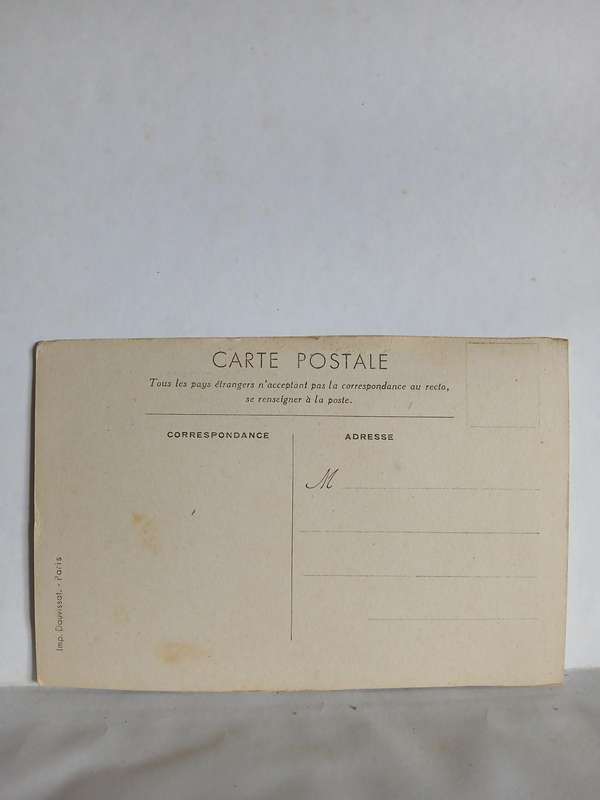 CARTE POSTALE
Tous les pays étrangers n'acceptant pas la correspondance au recto,
se renseigner à la poste.
CORRESPONDANCE
ADRESSE
M
Imp. Dauvissat. - Paris